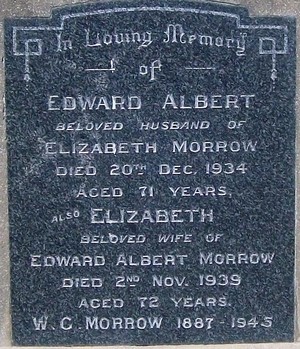 In Loving Memory
of
EDWARD ALBERT
BELOVED HUSBAND OF
ELIZABETH MORROW
DIED 20TH DEC. 1934
AGED 71 YEARS,
ALSO ELIZABETH
BELOVED WIFE OF
EDWARD ALBERT MORROW
DIED 2ND NOV. 1939
AGED 72 YEARS.
W. C. MORROW 1887-1945